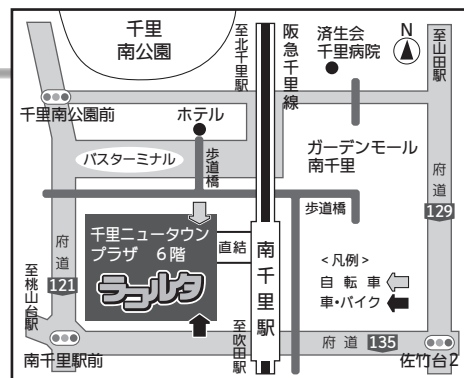 千里
南公園
至北千里駅
阪急千里線
済生会
千里病院
N
至山田駅
千里南公園前
ホテル
バスターミナル
歩道橋
ガーデンモール
南千里
府道
129
歩道橋
千里ニュータウン
プラザ 6階
ラコルタ
直結
南千里駅
<凡例>
自転車
車・バイク
府道
121
至桃山台駅
南千里駅前
至吹田駅
府道 135
佐竹台2